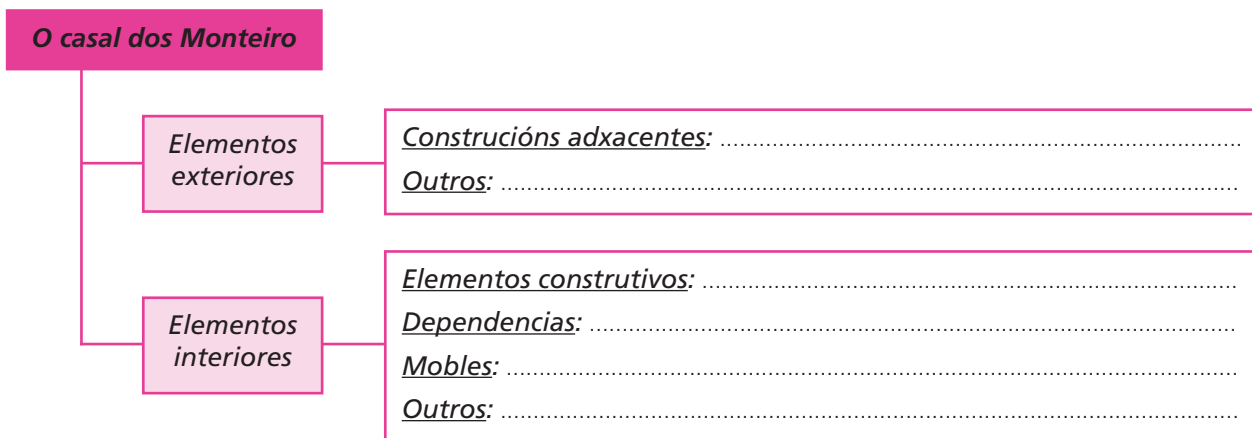 O casal dos Monteiro
Elementos
exteriores
Construcións adxacentes: ................................................................................................
Outros: ................................................................................................
Elementos
interiores
Elementos construtivos: ................................................................................................
Dependencias: ................................................................................................
Mobles: ................................................................................................
Outros: ................................................................................................